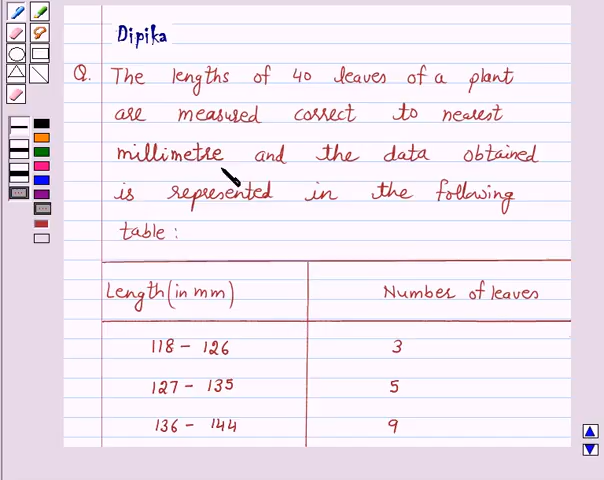 Dipika
Q. The lengths of 40 leaves of a plant
are measured correct to nearest
millimetre and the data obtained
is represented in the following
table :
Length (in mm) Number of leaves
118 - 126 3
127 - 135 5
136 - 144 9